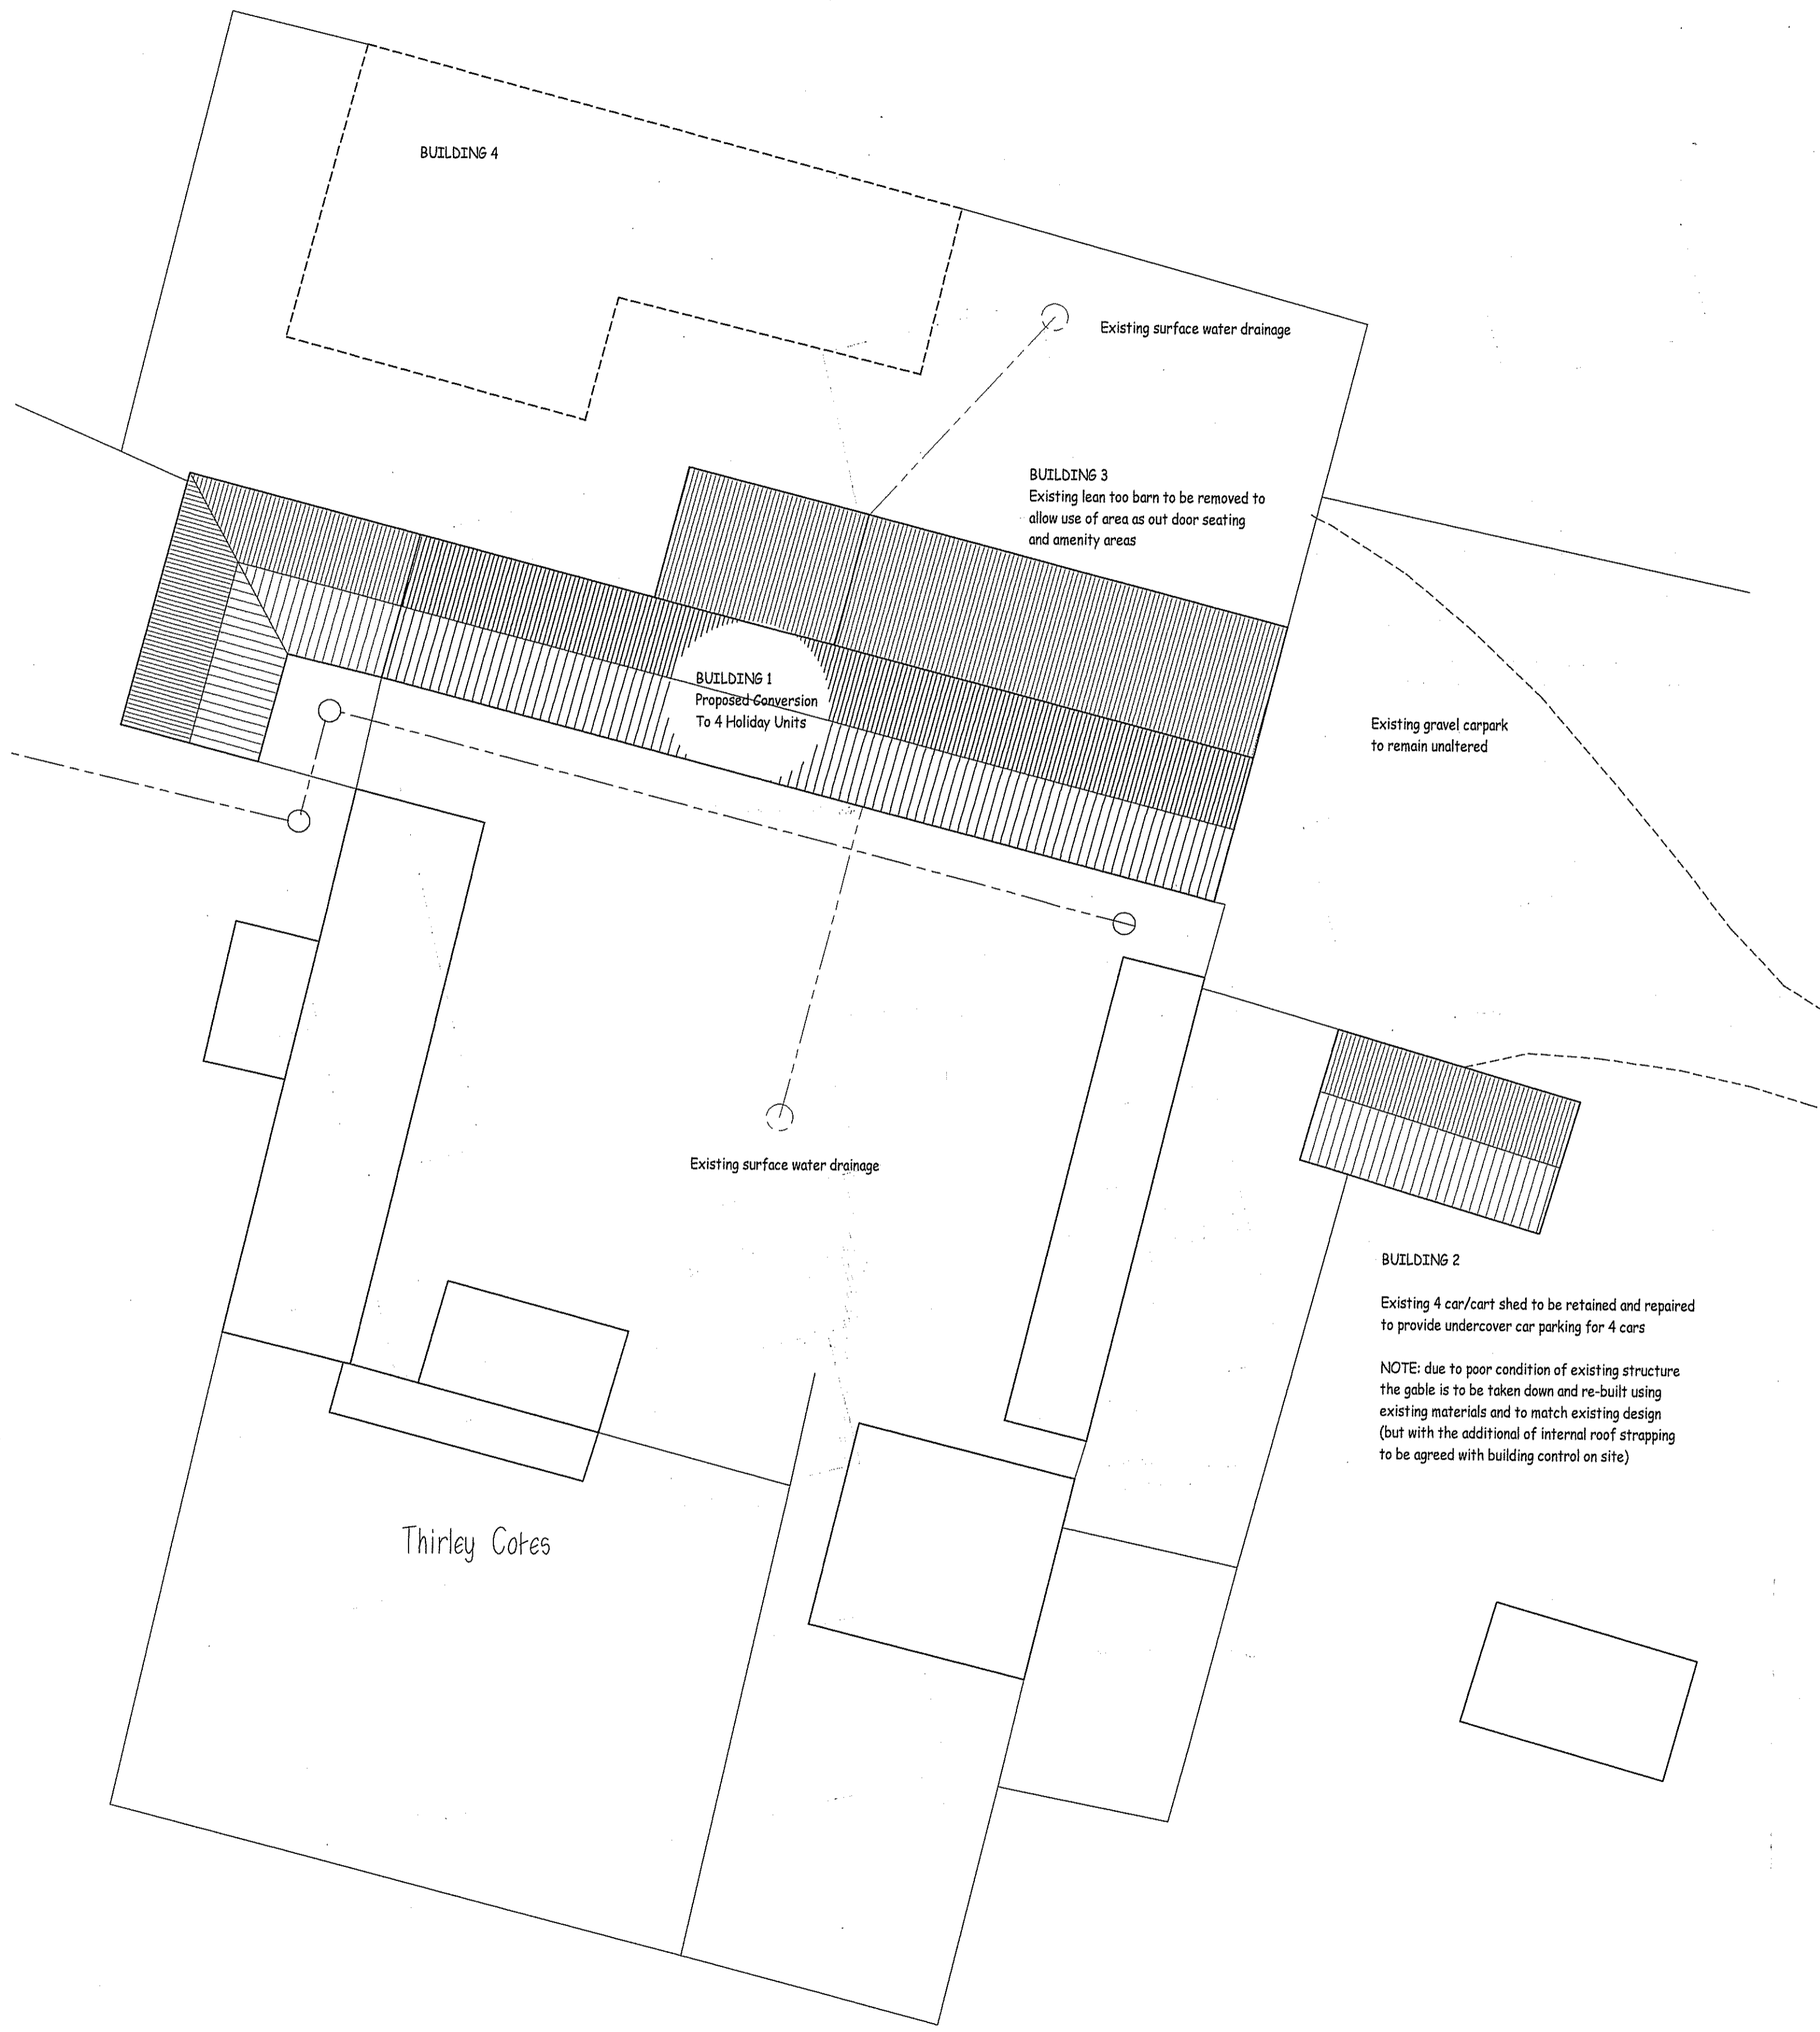 BUILDING 4
Existing surface water drainage
BUILDING 3
Existing lean too barn to be removed to
allow use of area as out door seating
and amenity areas
BUILDING 1
Proposed Conversion
To 4 Holiday Units
Existing gravel carpark
to remain unaltered
Existing surface water drainage
BUILDING 2
Existing 4 car/cart shed to be retained and repaired
to provide undercover car parking for 4 cars
NOTE: due to poor condition of existing structure
the gable is to be taken down and re-built using
existing materials and to match existing design
(but with the additional of internal roof strapping
to be agreed with building control on site)
Thirley Cotes